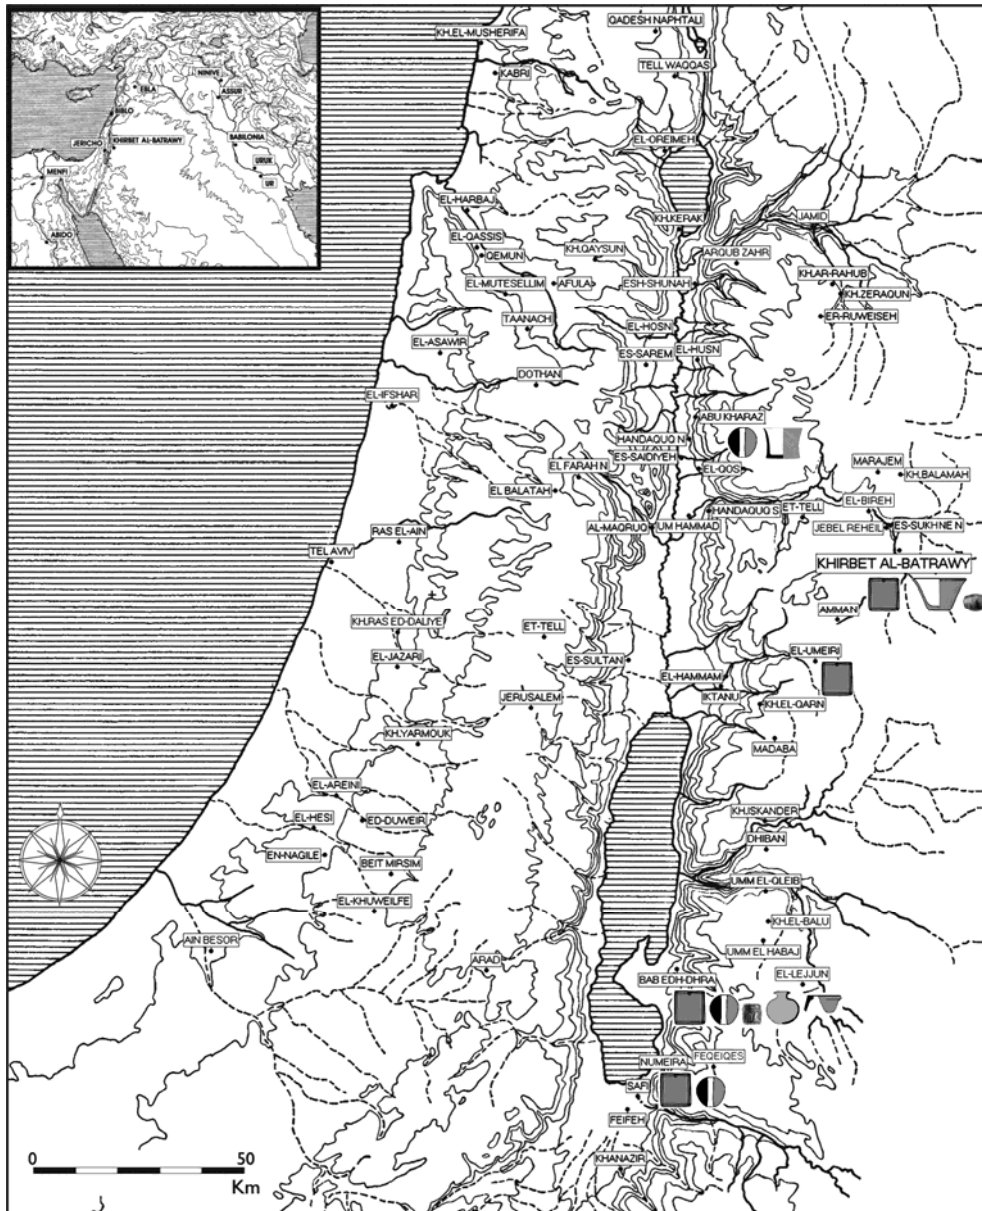 NINIVE
EBLA
ASSUR
BIBLO
KHIRBET AL-BATRAWY
JERICHO
BABILONIA
MENFI
URUK
UR
ABIDO
QADESH NAPHTALI
KH.EL-MUSHERIFA
TELL WAQQAS
KABRI
EL-OREIMEH
EL-HARBAJ
KH.KERAK
JAMID
EL-QASSIS
QEMUN
KH.QAYSUN
ARQUB ZAHR
KH.AR-RAHUB
EL-MUTESELLIM
AFULA
ESH-SHUNAH
KH.ZERAQUN
TAANACH
EL-HOSN
ER-RUWEISEH
EL-ASAWIR
ES-SAREM
EL-HUSN
DOTHAN
EL-IFSHAR
ABU KHARAZ
HANDAQUQ N
ES-SAIDIYEH
EL FARAH N
EL-QOS
MARAJEM
KH.BALAMAH
EL BALATAH
EL-BIREH
HANDAQUQ S
ET-TELL
AL-MAQRUQ
UM HAMMAD
JEBEL REHEIL
ES-SUKHNE N
RAS EL-AIN
TEL AVIV
KHIRBET AL-BATRAWY
AMMAN
KH.RAS ED-DALIYE
ET-TELL
EL-JAZARI
ES-SULTAN
EL-UMEIRI
EL-HAMMAM
IKTANU
JERUSALEM
KH.EL-QARN
KH.YARMOUK
MADABA
EL-AREINI
EL-HESI
ED-DUWEIR
KH.ISKANDER
DHIBAN
EN-NAGILE
BEIT MIRSIM
UMM EL-QLEIB
EL-KHUWEILFE
KH.EL-BALU
AIN BESOR
UMM EL HABAJ
ARAD
BAB EDH-DHRA
EL-LEJJUN
NUMEIRA
FEQEIQES
SAFI
FEIFEH
KHANAZIR
0 50
Km